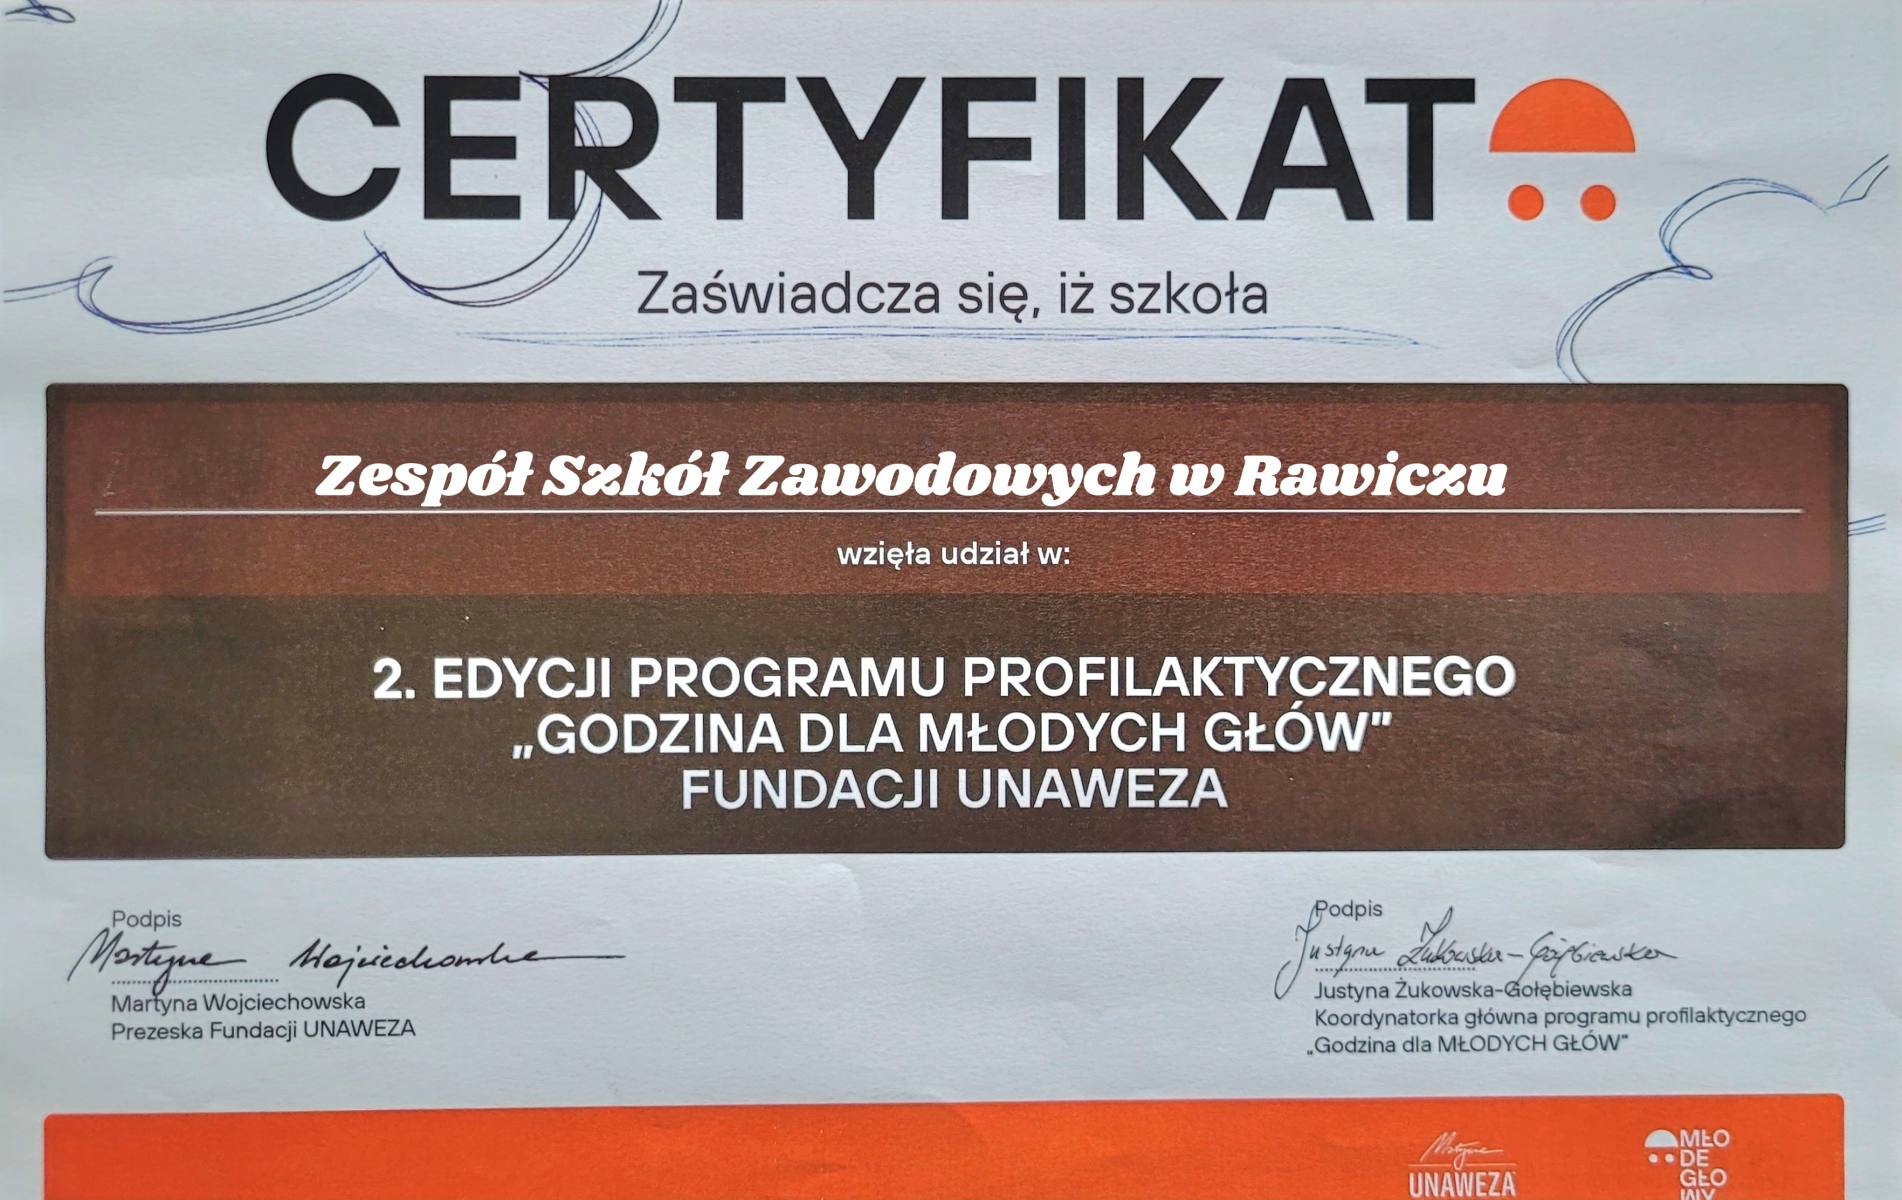 CERTYFIKAT
Zaświadcza się, iż szkoła
Zespół Szkół Zawodowych w Rawiczu
wzięła udział w:
2. EDYCJI PROGRAMU PROFILAKTYCZNEGO
„GODZINA DLA MŁODYCH GŁÓW"
FUNDACJI UNAWEZA
Podpis
Martyna Wojciechowska
Martyna Wojciechowska
Prezeska Fundacji UNAWEZA
Podpis
Justyna Żukowska-Gołębiewska
Justyna Żukowska-Gołębiewska
Koordynatorka główna programu profilaktycznego
„Godzina dla MŁODYCH GŁÓW"
Martyna
UNAWEZA
MŁO
DE
GŁO
WY